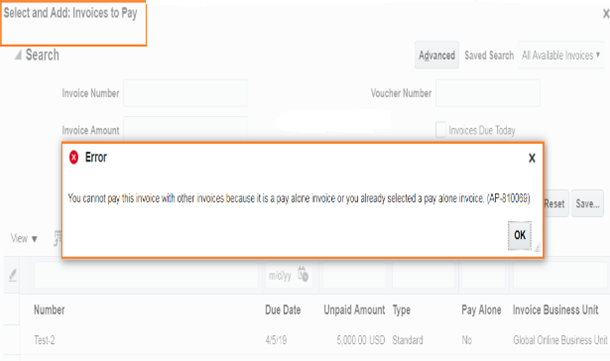 Select and Add: Invoices to Pay
x
Search
Advanced Saved Search All Available Invoices
Invoice Number Voucher Number
Invoice Amount Invoices Due Today
Error x
You cannot pay this invoice with other invoices because it is a pay alone invoice or you already selected a pay alone invoice. (AP-810069)
OK
Reset Save...
View
m/d/yy
Number Due Date Unpaid Amount Type Pay Alone Invoice Business Unit
Test-2 4/5/19 5,000.00 USD Standard No Global Online Business Unit